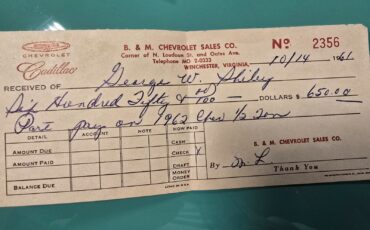 CHEVROLET
Cadillac
B. & M. CHEVROLET SALES CO.
Corner of N. Loudoun St. and Oates Ave.
Telephone MO 2-0333
WINCHESTER, VIRGINIA,
No 2356
10/14 1961
RECEIVED OF George W.
Six Hundred Fifty & 00/100 DOLLARS $ 650.00
Part pay on 1962 Chev 1/2 Ton
DETAIL ACCOUNT NOTE NOW PAID
Amount Due
Amount Paid
Balance Due
CASH
CHECK
DRAFT
MONEY ORDER
B. & M. CHEVROLET SALES CO.
By
Thank You